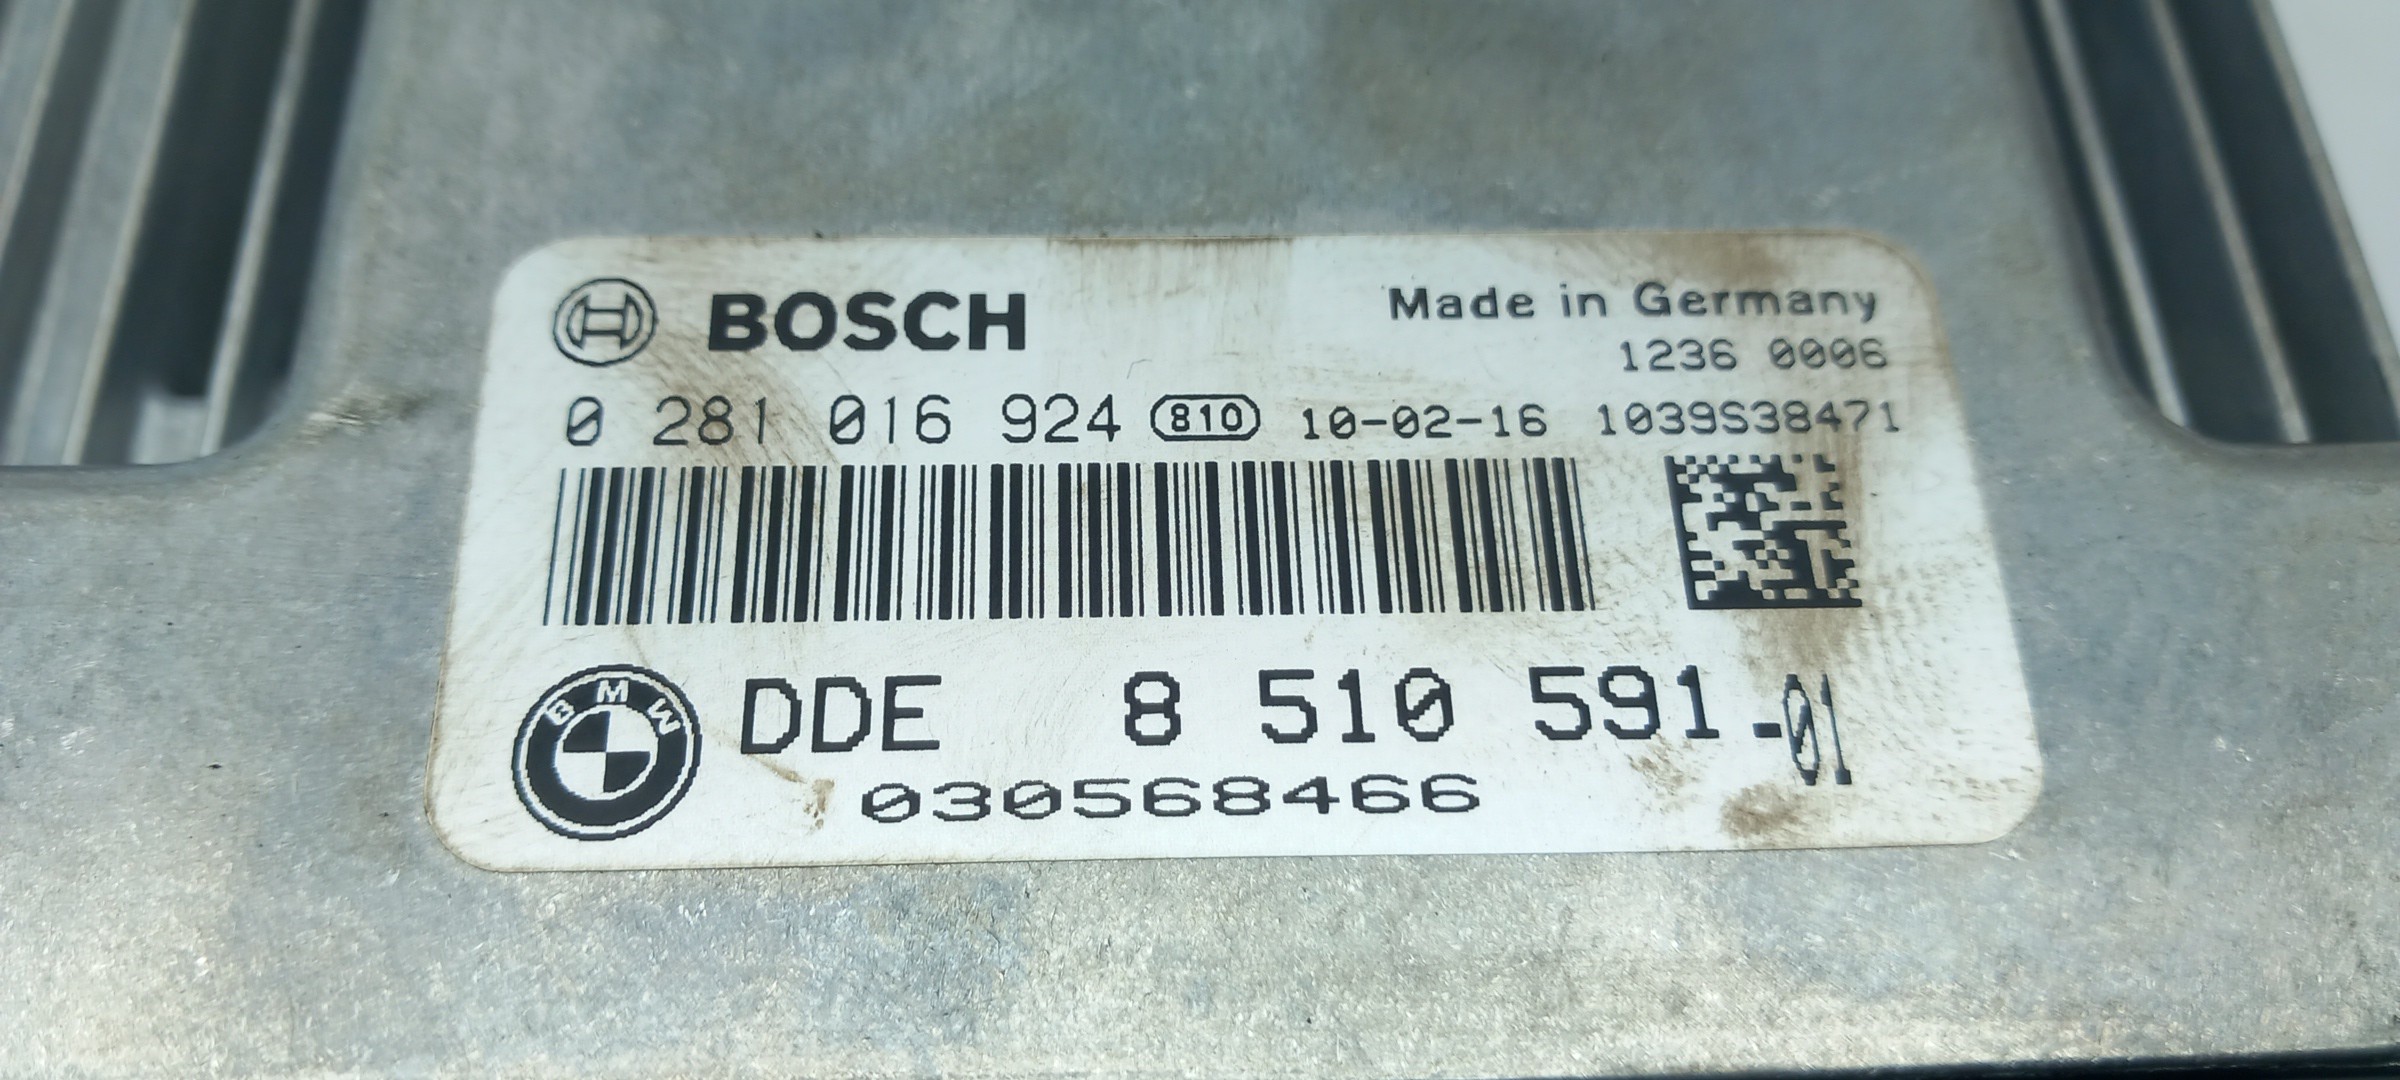 BOSCH
Made in Germany
1236 0006
0 281 016 924 810 10-02-16 1039S38471
BMW DDE 8 510 591-01
030568466